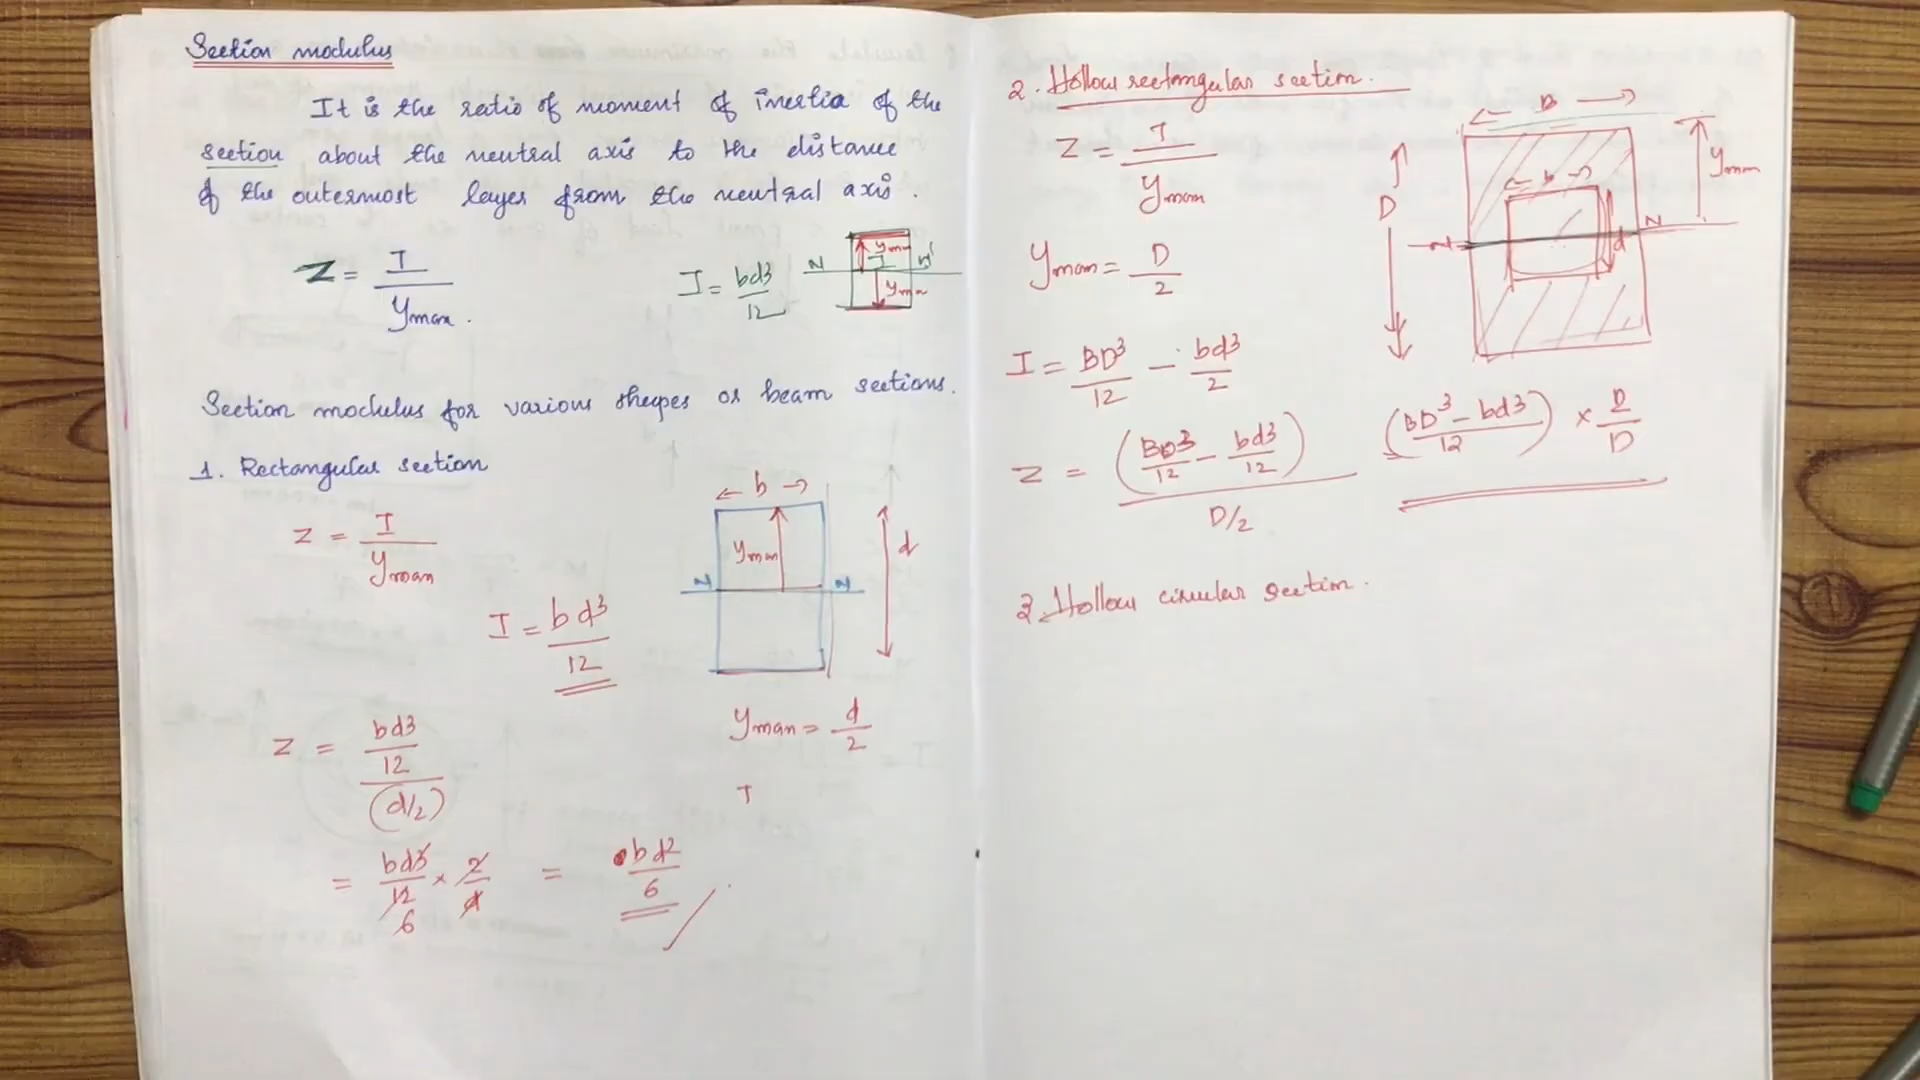 Section modulus
It is the ratio of moment of inertia of the
section about the neutral axis to the distance
of the outermost layer from the neutral axis.
Z = I / ymax.
I = bd3 / 12
N ymax N
ymax
Section modulus for various shapes or beam sections.
1. Rectangular section
Z = I / ymax
← b →
ymax
d
N N
I = bd3 / 12
ymax = d / 2
Z = bd3 / 12 / (d/2)
I
= bd3 / 12 6 × 2 / d = bd2 / 6
2. Hollow rectangular section.
Z = I / ymax
← B →
D
← b →
d
ymax
N N
ymax = D / 2
I = BD3 / 12 - bd3 / 2
Z = (BD3 / 12 - bd3 / 12) / D/2 (BD3 - bd3 / 12) × 2 / D
3. Hollow circular section.